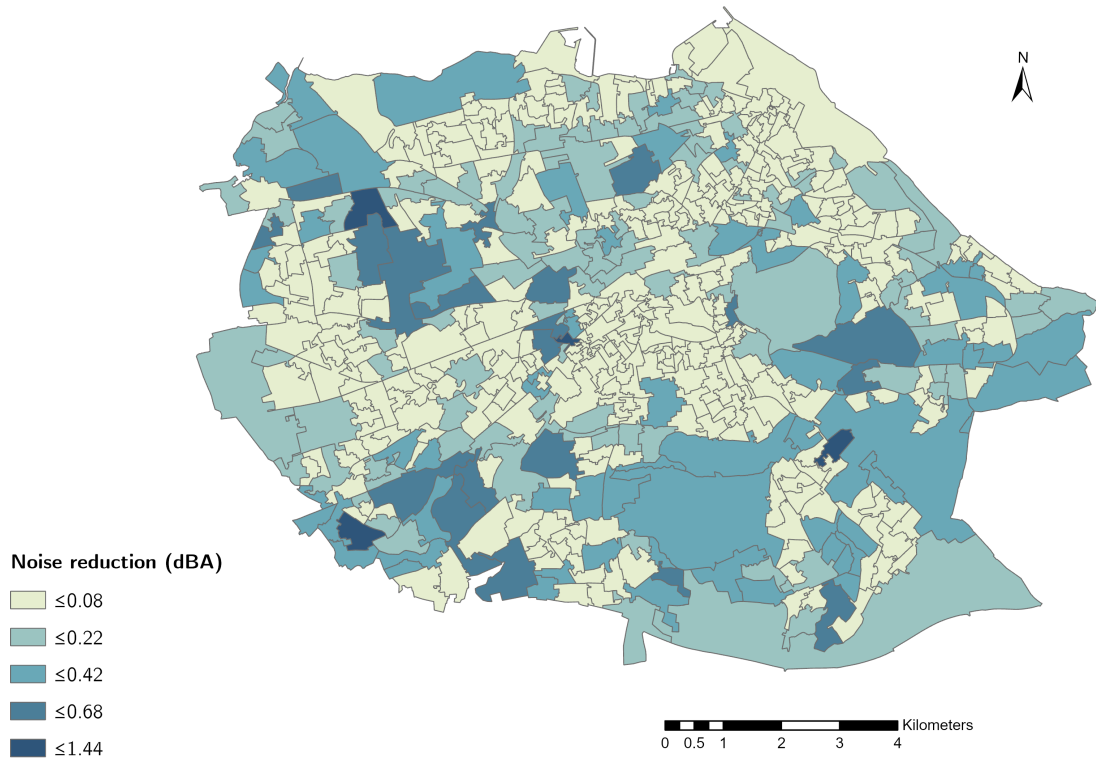 N
Noise reduction (dBA)
≤0.08
≤0.22
≤0.42
≤0.68
≤1.44
Kilometers
0 0.5 1 2 3 4